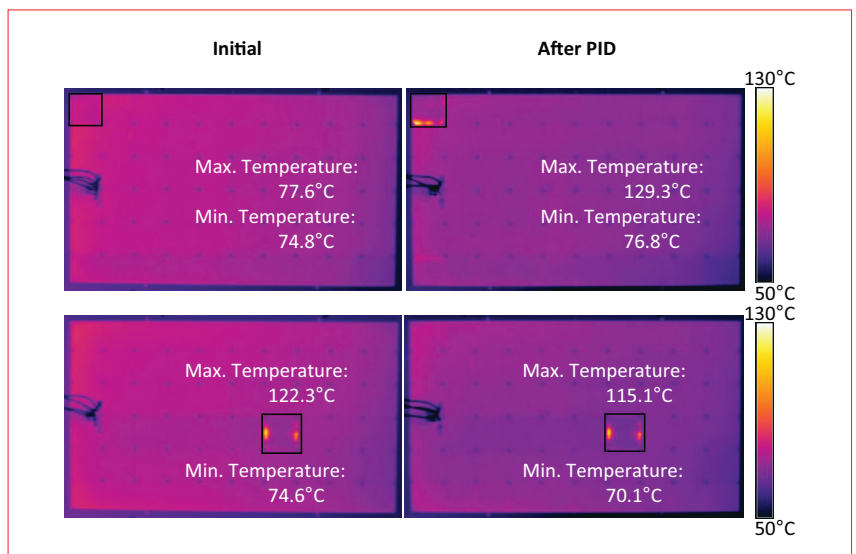 Initial
After PID
130°C
Max. Temperature:
77.6°C
Min. Temperature:
74.8°C
Max. Temperature:
129.3°C
Min. Temperature:
76.8°C
50°C
130°C
Max. Temperature:
122.3°C
Min. Temperature:
74.6°C
Max. Temperature:
115.1°C
Min. Temperature:
70.1°C
50°C